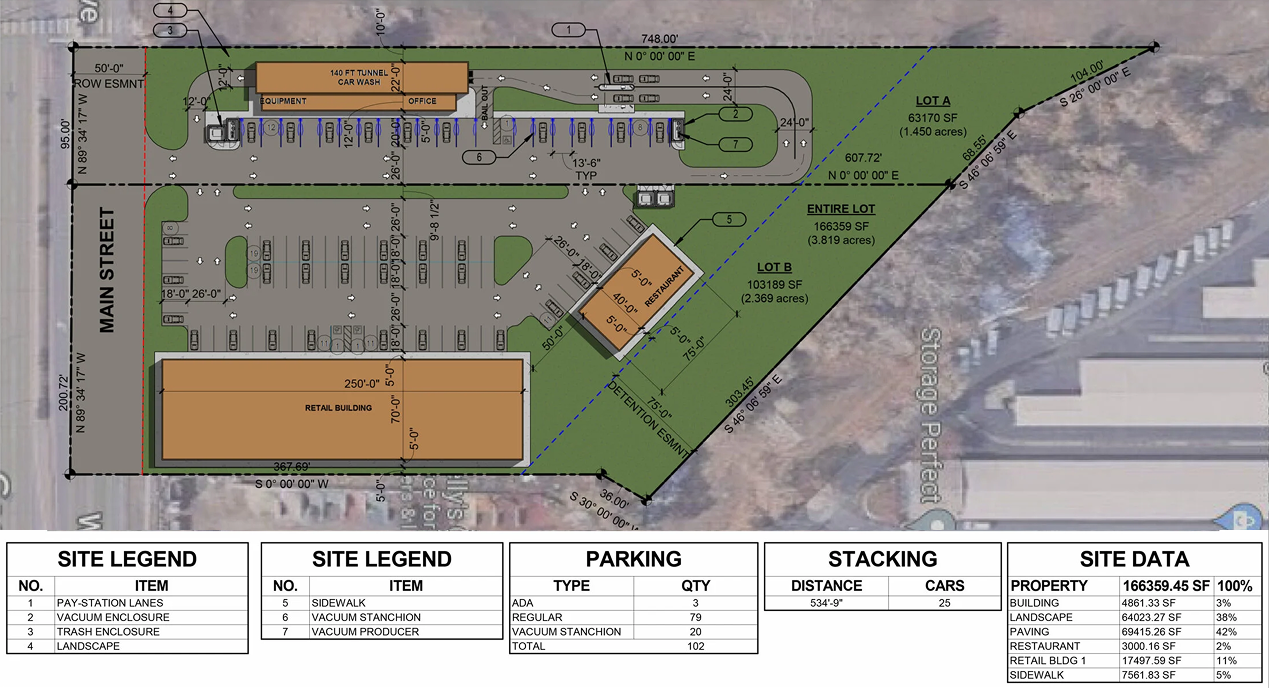 4
3
1
10'-0"
748.00'
N 0° 00' 00" E
50'-0"
ROW ESMNT
12'-0"
140 FT TUNNEL
CAR WASH
22'-0"
24'-0"
104.00'
S 26° 00' 00" E
EQUIPMENT
OFFICE
BAIL OUT
12'-0"
LOT A
63170 SF
(1.450 acres)
2
95.00'
N 89° 34' 17" W
12
12'-0"
20'-0"
5'-0"
8
24'-0"
7
6
13'-6"
TYP
26'-0"
607.72'
N 0° 00' 00" E
68.55'
S 46° 06' 59" E
MAIN STREET
8
26'-0"
9'-8 1/2"
5
ENTIRE LOT
166359 SF
(3.819 acres)
19
19
18'-0"
18'-0"
26'-0"
18'-0"
5'-0"
40'-0"
5'-0"
RESTAURANT
LOT B
103189 SF
(2.369 acres)
18'-0"
26'-0"
26'-0"
11
11
18'-0"
50'-0"
5'-0"
75'-0"
200.72'
N 89° 34' 17" W
250'-0"
5'-0"
RETAIL BUILDING
70'-0"
5'-0"
75'-0"
DETENTION ESMNT
303.45'
S 46° 06' 59" E
Storage Perfect
367.69'
S 0° 00' 00" W
5'-0"
36.00'
S 30° 00' 00" W
SITE LEGEND
NO. ITEM
1 PAY-STATION LANES
2 VACUUM ENCLOSURE
3 TRASH ENCLOSURE
4 LANDSCAPE
SITE LEGEND
NO. ITEM
5 SIDEWALK
6 VACUUM STANCHION
7 VACUUM PRODUCER
PARKING
TYPE QTY
ADA 3
REGULAR 79
VACUUM STANCHION 20
TOTAL 102
STACKING
DISTANCE CARS
534'-9" 25
SITE DATA
PROPERTY 166359.45 SF 100%
BUILDING 4861.33 SF 3%
LANDSCAPE 64023.27 SF 38%
PAVING 69415.26 SF 42%
RESTAURANT 3000.16 SF 2%
RETAIL BLDG 1 17497.59 SF 11%
SIDEWALK 7561.83 SF 5%